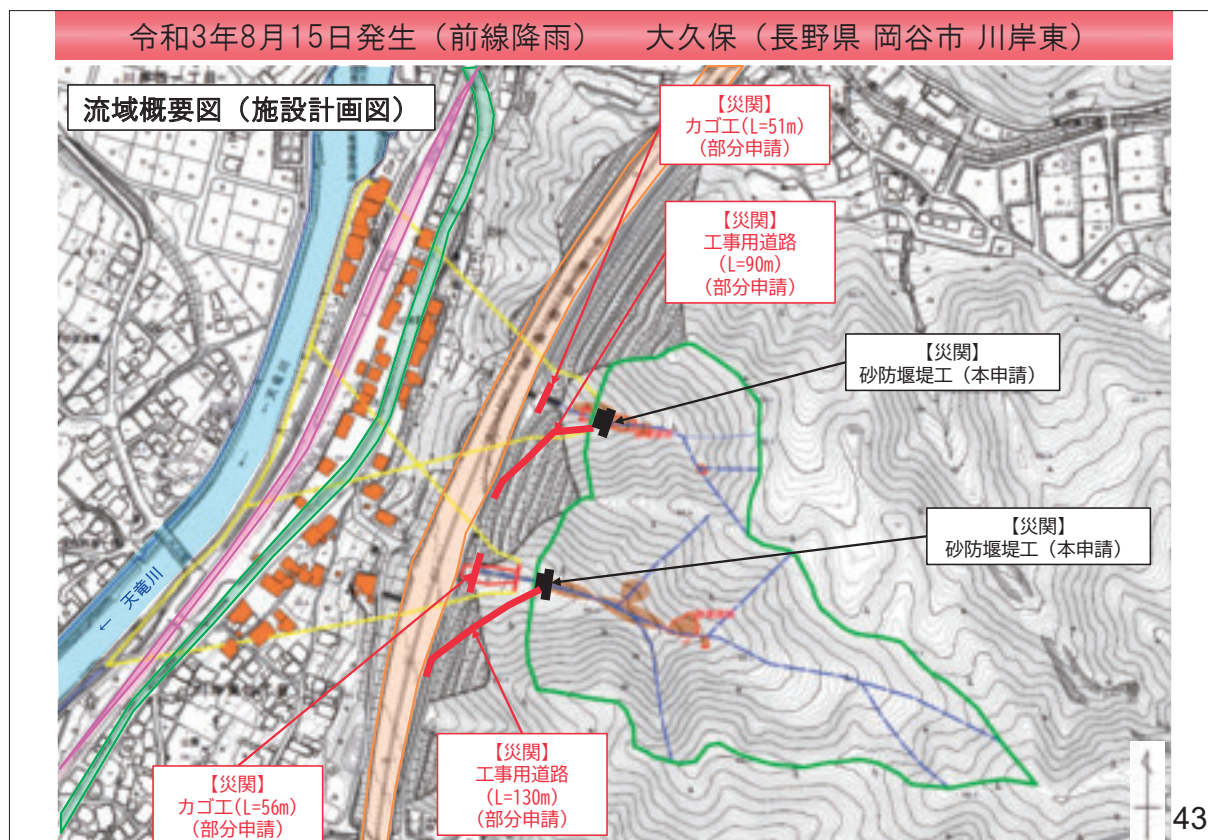 令和3年8月15日発生（前線降雨）　大久保（長野県 岡谷市 川岸東）
流域概要図（施設計画図）
【災関】
カゴ工(L=51m)
(部分申請)
【災関】
工事用道路
(L=90m)
(部分申請)
【災関】
砂防堰堤工（本申請）
【災関】
砂防堰堤工（本申請）
← 天竜川
【災関】
カゴ工(L=56m)
(部分申請)
【災関】
工事用道路
(L=130m)
(部分申請)
43